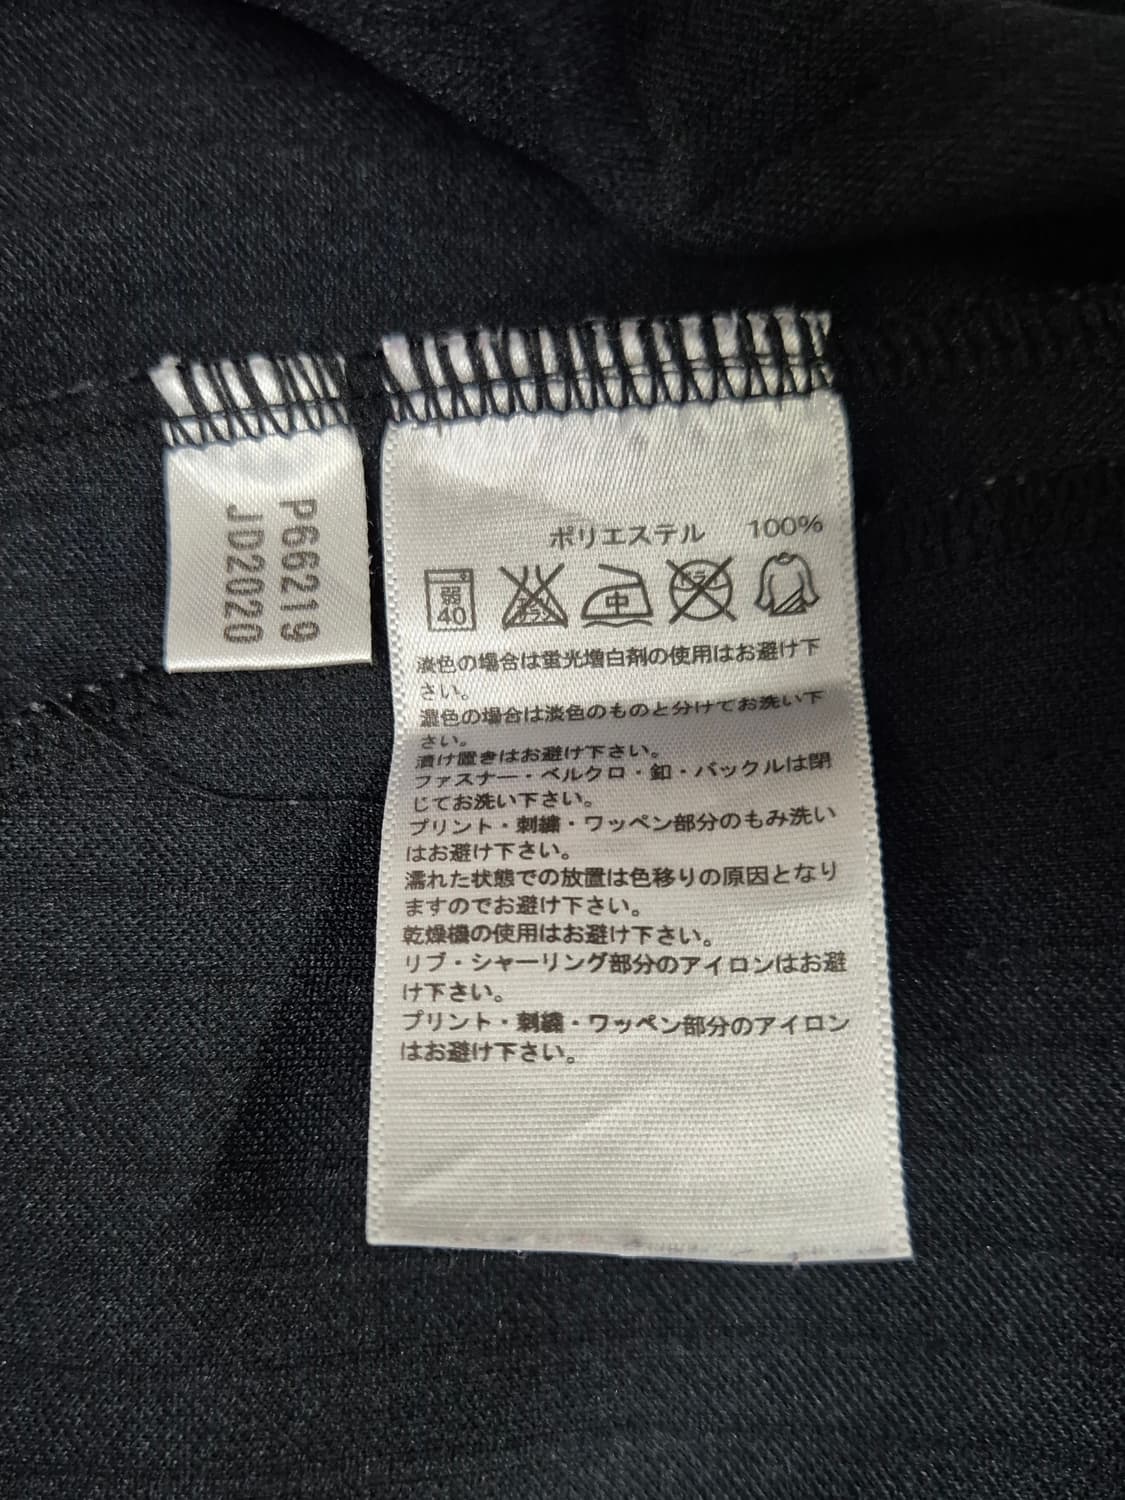 P66219
JD2020
ポリエステル 100%
弱
40
エンソ
サラシ
中
ドライ
淡色の場合は蛍光増白剤の使用はお避け下
さい。
濃色の場合は淡色のものと分けてお洗い下
さい。
漬け置きはお避け下さい。
ファスナー・ベルクロ・釦・バックルは閉
じてお洗い下さい。
プリント・刺繍・ワッペン部分のもみ洗い
はお避け下さい。
濡れた状態での放置は色移りの原因となり
ますのでお避け下さい。
乾燥機の使用はお避け下さい。
リブ・シャーリング部分のアイロンはお避
け下さい。
プリント・刺繍・ワッペン部分のアイロン
はお避け下さい。